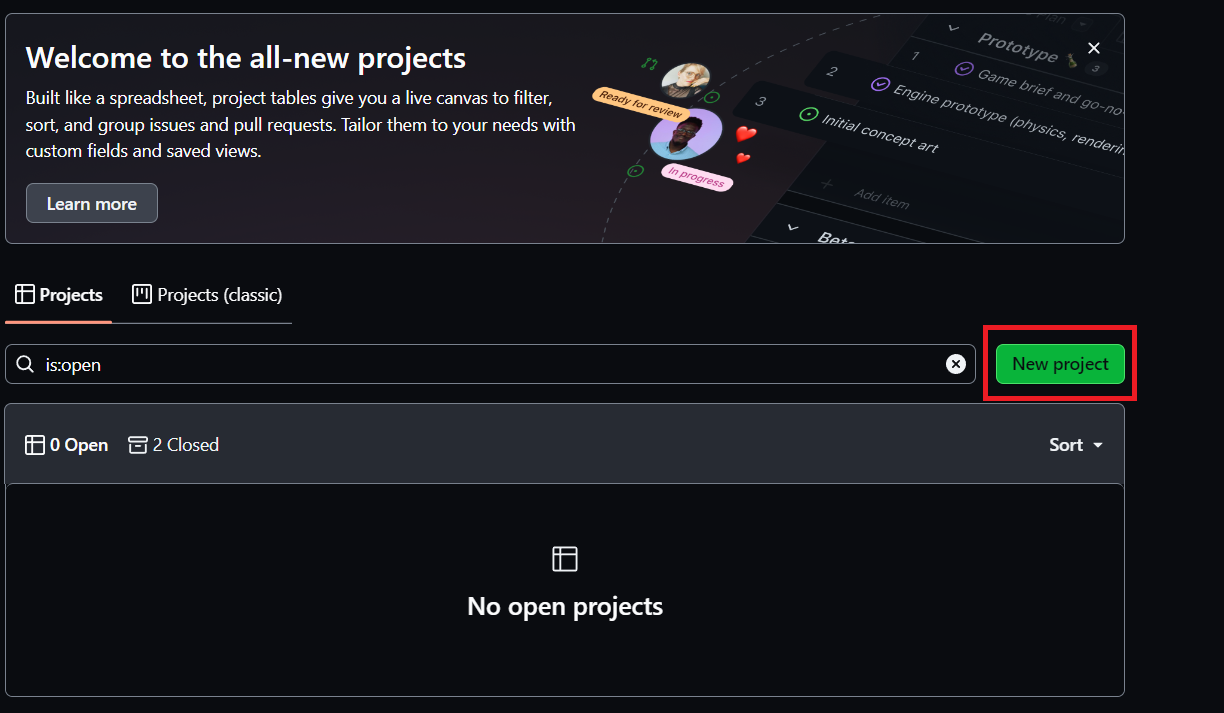 Welcome to the all-new projects
Built like a spreadsheet, project tables give you a live canvas to filter,
sort, and group issues and pull requests. Tailor them to your needs with
custom fields and saved views.
Learn more
Ready for review
In progress
Plan
Prototype
3
1
Game brief and go-no-
2
Engine prototype (physics, renderin
3
Initial concept art
Add item
Beta
Projects
Projects (classic)
is:open
New project
0 Open
2 Closed
Sort
No open projects